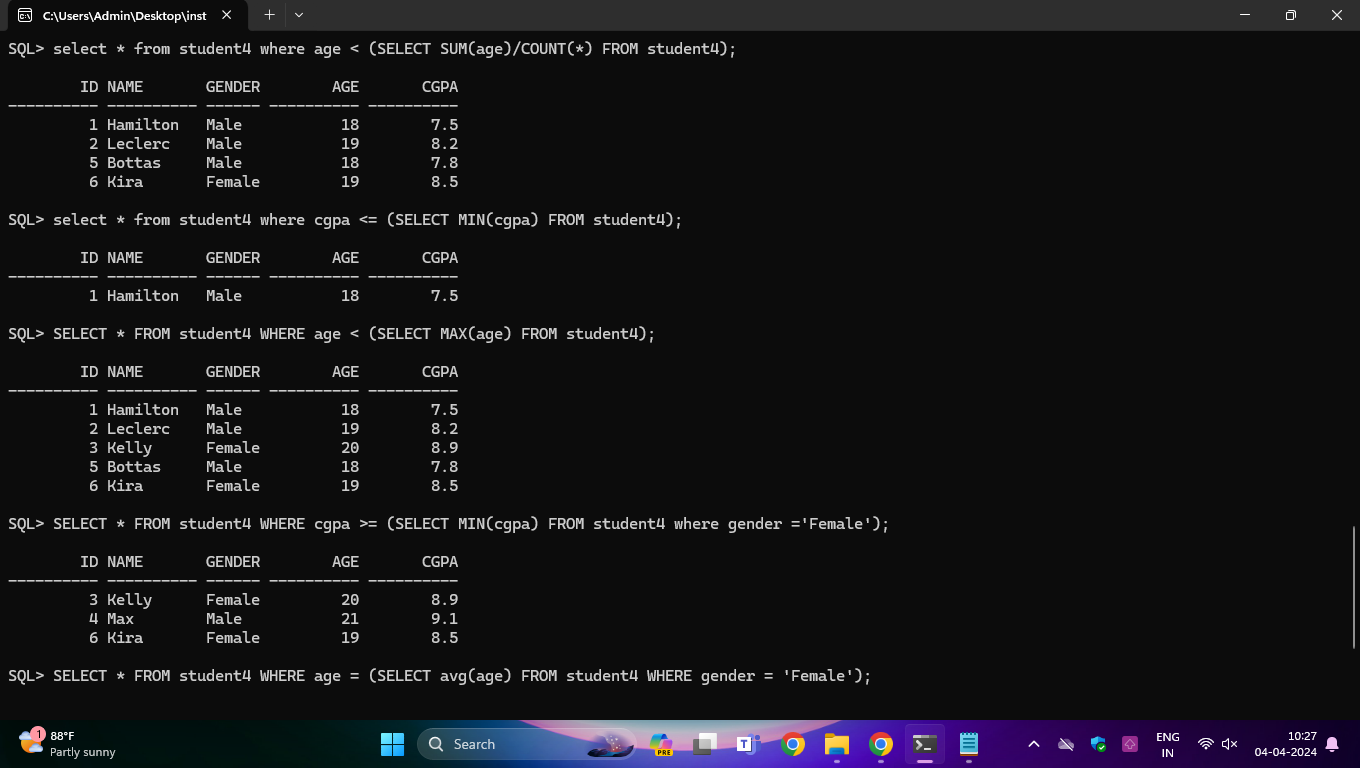 C:\Users\Admin\Desktop\inst
SQL> select * from student4 where age < (SELECT SUM(age)/COUNT(*) FROM student4);
ID NAME GENDER AGE CGPA
---------- ---------- ------ ---------- ----------
1 Hamilton Male 18 7.5
2 Leclerc Male 19 8.2
5 Bottas Male 18 7.8
6 Kira Female 19 8.5
SQL> select * from student4 where cgpa <= (SELECT MIN(cgpa) FROM student4);
ID NAME GENDER AGE CGPA
---------- ---------- ------ ---------- ----------
1 Hamilton Male 18 7.5
SQL> SELECT * FROM student4 WHERE age < (SELECT MAX(age) FROM student4);
ID NAME GENDER AGE CGPA
---------- ---------- ------ ---------- ----------
1 Hamilton Male 18 7.5
2 Leclerc Male 19 8.2
3 Kelly Female 20 8.9
5 Bottas Male 18 7.8
6 Kira Female 19 8.5
SQL> SELECT * FROM student4 WHERE cgpa >= (SELECT MIN(cgpa) FROM student4 where gender ='Female');
ID NAME GENDER AGE CGPA
---------- ---------- ------ ---------- ----------
3 Kelly Female 20 8.9
4 Max Male 21 9.1
6 Kira Female 19 8.5
SQL> SELECT * FROM student4 WHERE age = (SELECT avg(age) FROM student4 WHERE gender = 'Female');
1
88°F
Partly sunny
Search
PRE
T
ENG
IN
10:27
04-04-2024